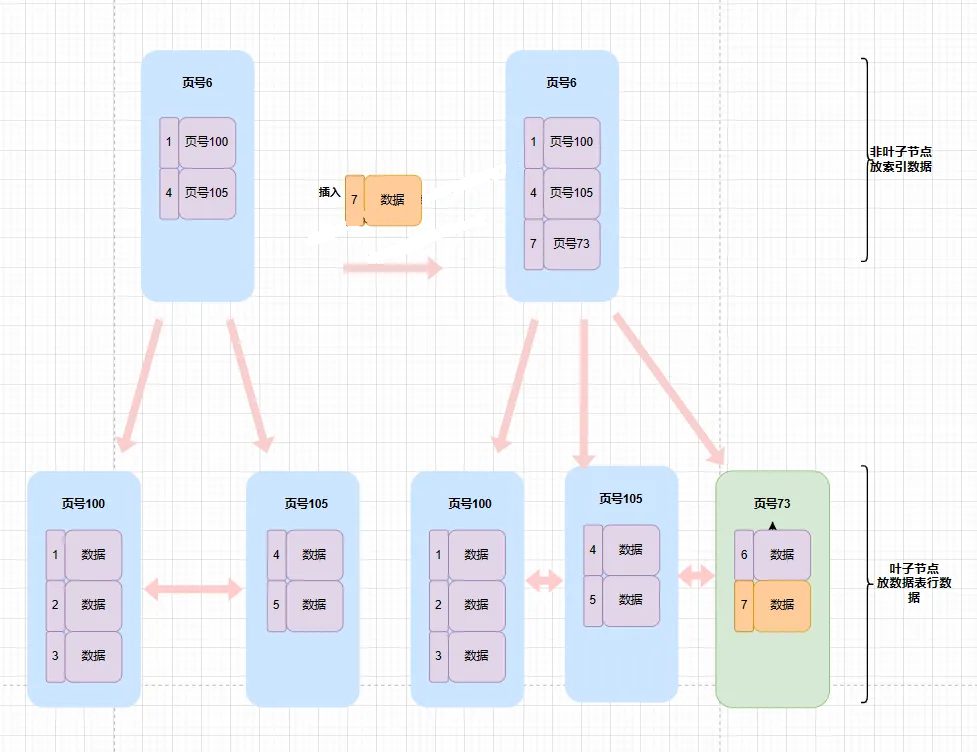 页号6
1 页号100
4 页号105
插入 7 数据
页号6
1 页号100
4 页号105
7 页号73
非叶子节点
放索引数据
页号100
1 数据
2 数据
3 数据
页号105
4 数据
5 数据
页号100
1 数据
2 数据
3 数据
页号105
4 数据
5 数据
页号73
6 数据
7 数据
叶子节点
放数据表行数
据